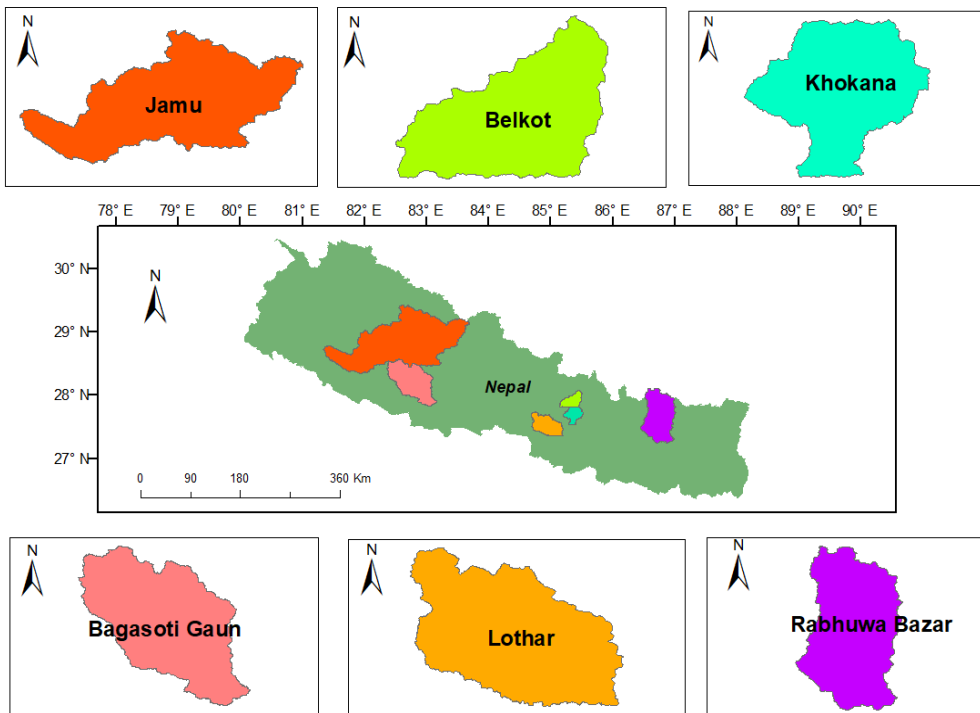 N
Jamu
N
Belkot
N
Khokana
78° E 79° E 80° E 81° E 82° E 83° E 84° E 85° E 86° E 87° E 88° E 89° E 90° E
30° N
29° N
28° N
27° N
N
Nepal
0 90 180 360 Km
N
Bagasoti Gaun
N
Lothar
N
Rabhuwa Bazar